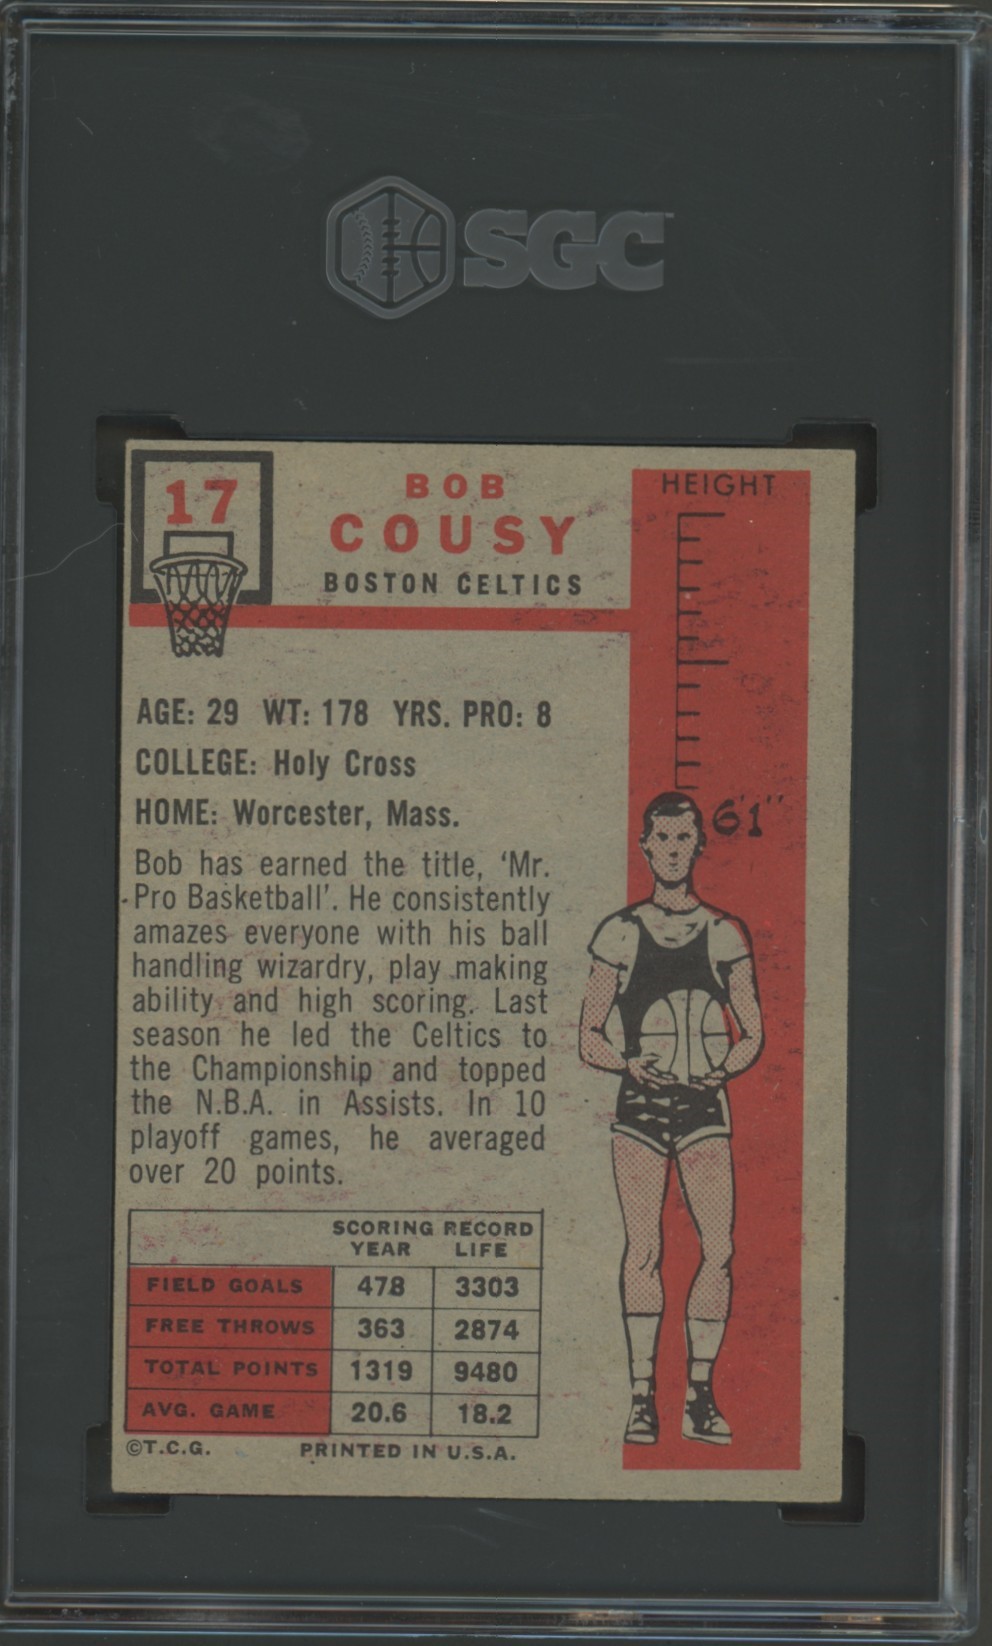 SGC
17
BOB
COUSY
BOSTON CELTICS
HEIGHT
6'1"
AGE: 29 WT: 178 YRS. PRO: 8
COLLEGE: Holy Cross
HOME: Worcester, Mass.
Bob has earned the title, ‘Mr.
Pro Basketball’. He consistently
amazes everyone with his ball
handling wizardry, play making
ability and high scoring. Last
season he led the Celtics to
the Championship and topped
the N.B.A. in Assists. In 10
playoff games, he averaged
over 20 points.
SCORING RECORD
YEAR LIFE
FIELD GOALS 478 3303
FREE THROWS 363 2874
TOTAL POINTS 1319 9480
AVG. GAME 20.6 18.2
©T.C.G. PRINTED IN U.S.A.